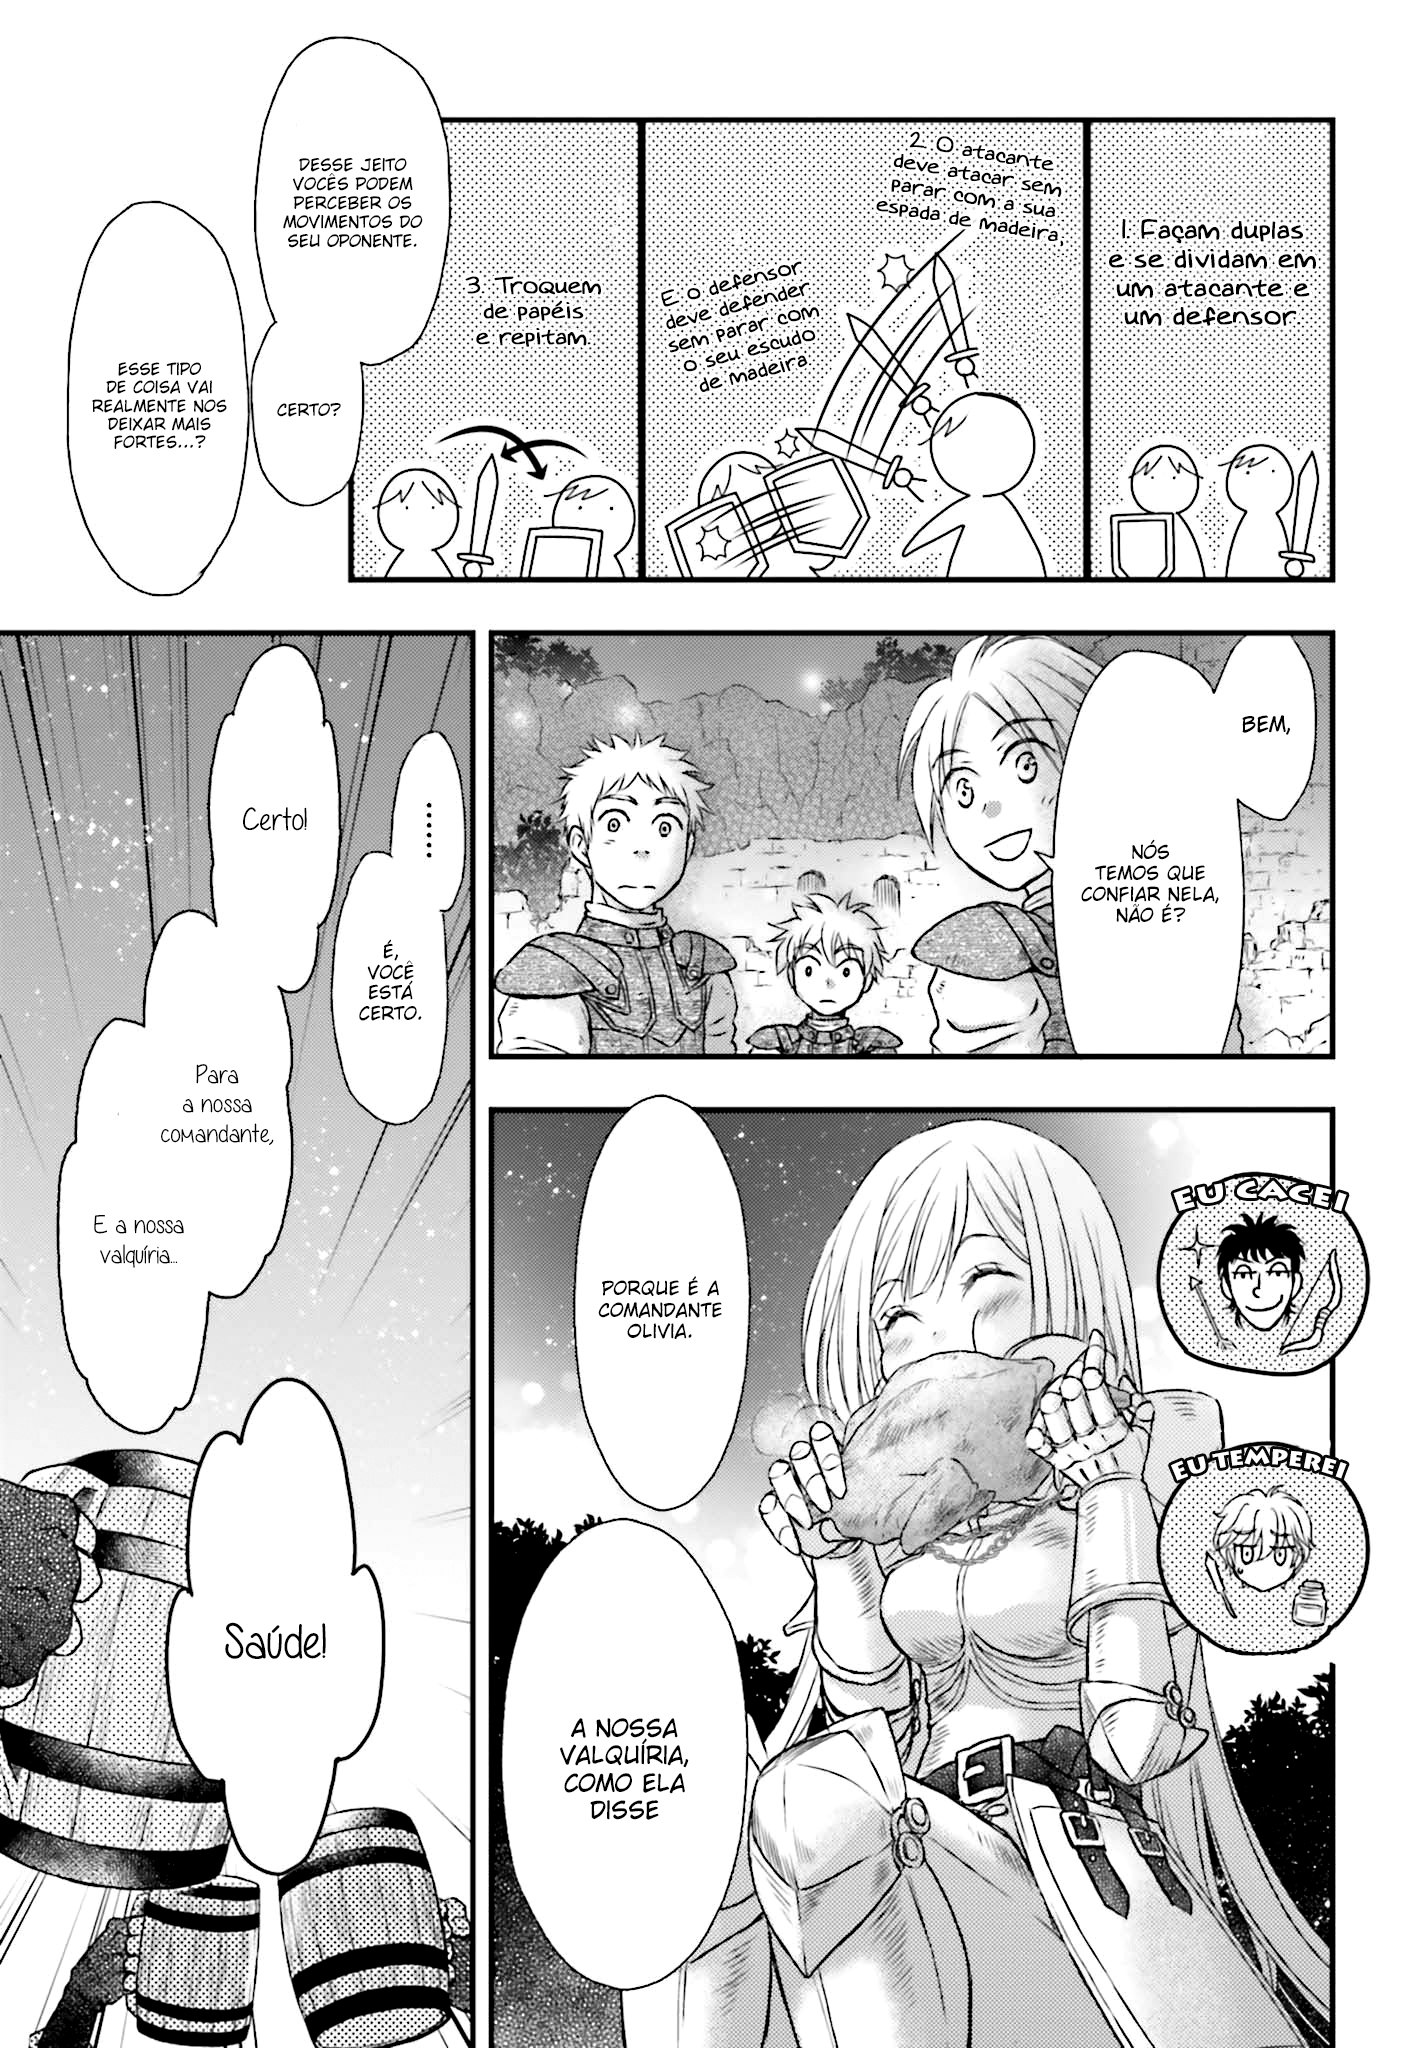 1. Façam duplas
e se dividam em
um atacante e
um defensor.
2. O atacante
deve atacar sem
parar com a sua
espada de madeira,
E o defensor
deve defender
sem parar com
o seu escudo
de madeira.
3. Troquem
de papéis
e repitam.
DESSE JEITO
VOCÊS PODEM
PERCEBER OS
MOVIMENTOS DO
SEU OPONENTE.
CERTO?
ESSE TIPO
DE COISA VAI
REALMENTE NOS
DEIXAR MAIS
FORTES...?
BEM,
NÓS
TEMOS QUE
CONFIAR NELA,
NÃO É?
EU CACEI
EU TEMPEREI
PORQUE É A
COMANDANTE
OLIVIA.
A NOSSA
VALQUÍRIA,
COMO ELA
DISSE
......
É,
VOCÊ
ESTÁ
CERTO.
Certo!
Para
a nossa
comandante,
E a nossa
valquíria...
Saúde!